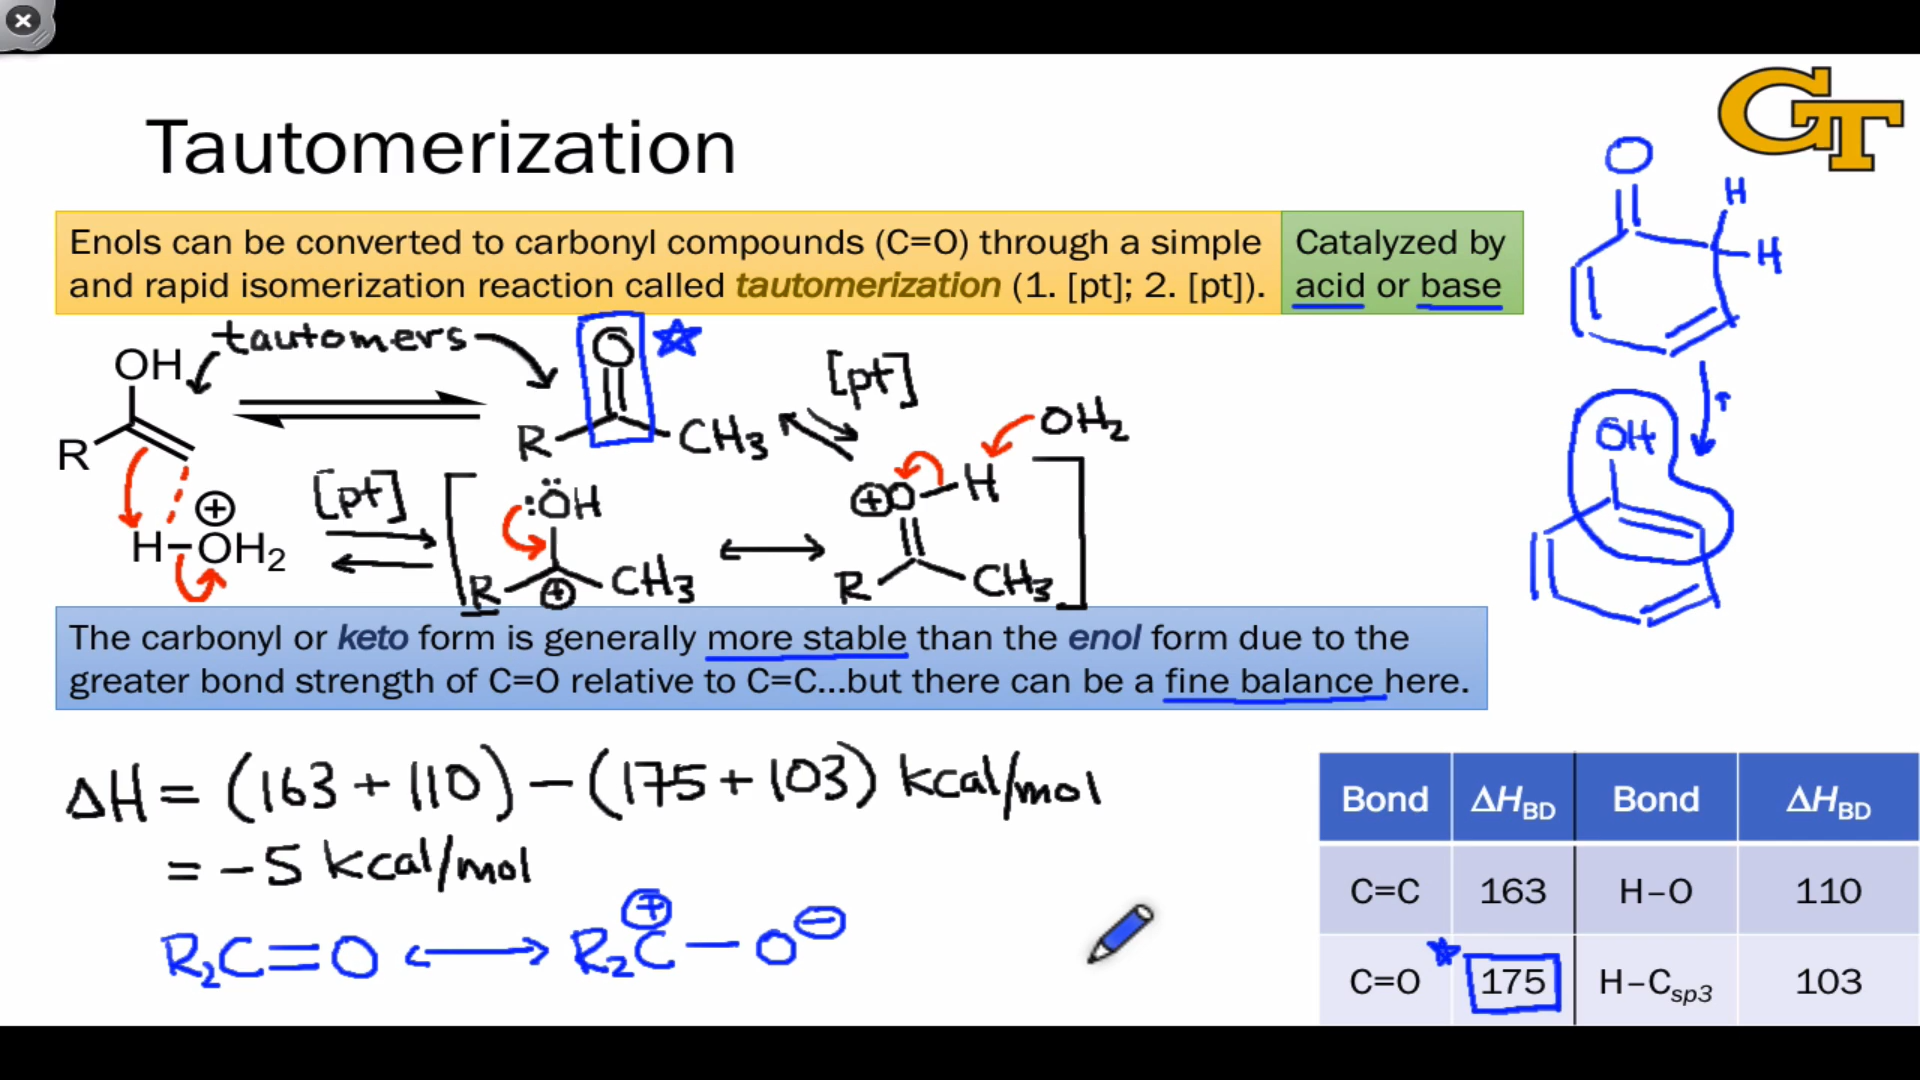 GT
Tautomerization
Enols can be converted to carbonyl compounds (C=O) through a simple
and rapid isomerization reaction called tautomerization (1. [pt]; 2. [pt]).
Catalyzed by
acid or base
O
H
H
tautomers
OH
R
O
R
CH3
[pt]
OH2
H–OH2
⊕
[pt]
:ÖH
R
⊕
CH3
⊕O–H
R
CH3
OH
The carbonyl or keto form is generally more stable than the enol form due to the
greater bond strength of C=O relative to C=C...but there can be a fine balance here.
ΔH = (163 + 110) – (175 + 103) kcal/mol
= –5 kcal/mol
R2C=O ⟷ R2C⊕–O⊖
Bond ΔHBD Bond ΔHBD
C=C 163 H–O 110
C=O 175 H–Csp3 103